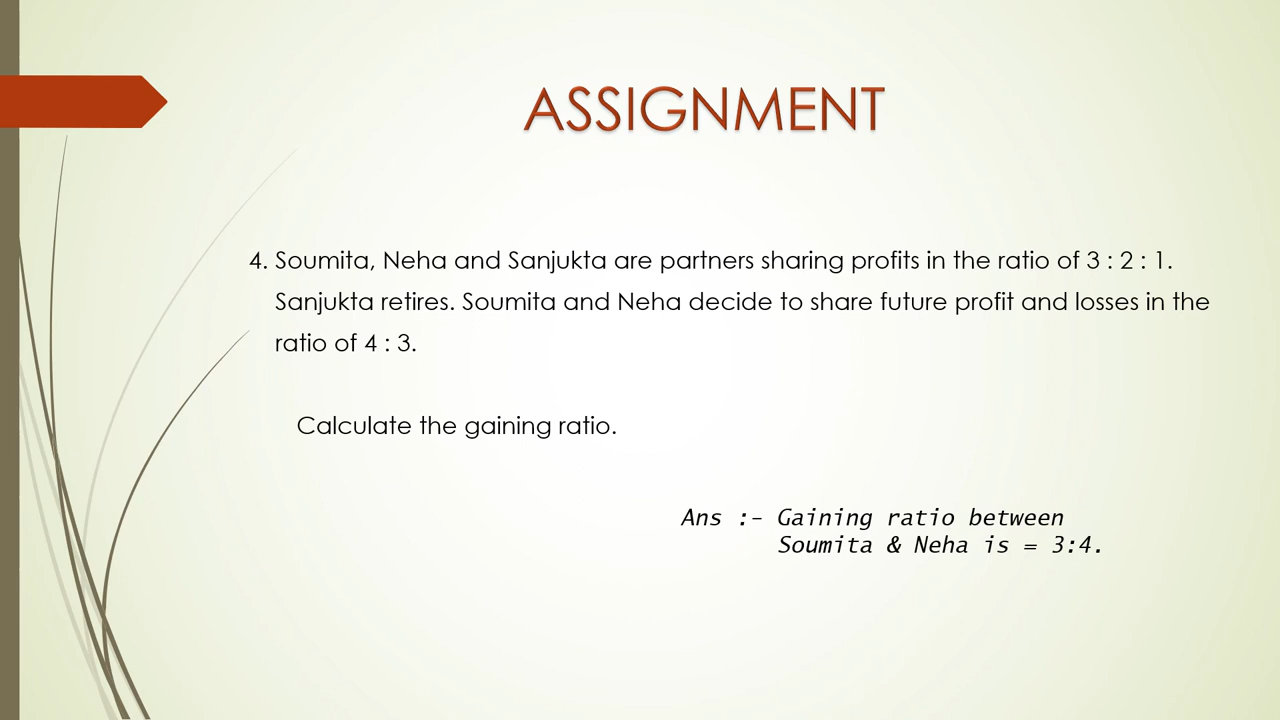 ASSIGNMENT
4. Soumita, Neha and Sanjukta are partners sharing profits in the ratio of 3 : 2 : 1.
Sanjukta retires. Soumita and Neha decide to share future profit and losses in the
ratio of 4 : 3.
Calculate the gaining ratio.
Ans :- Gaining ratio between
Soumita & Neha is = 3:4.